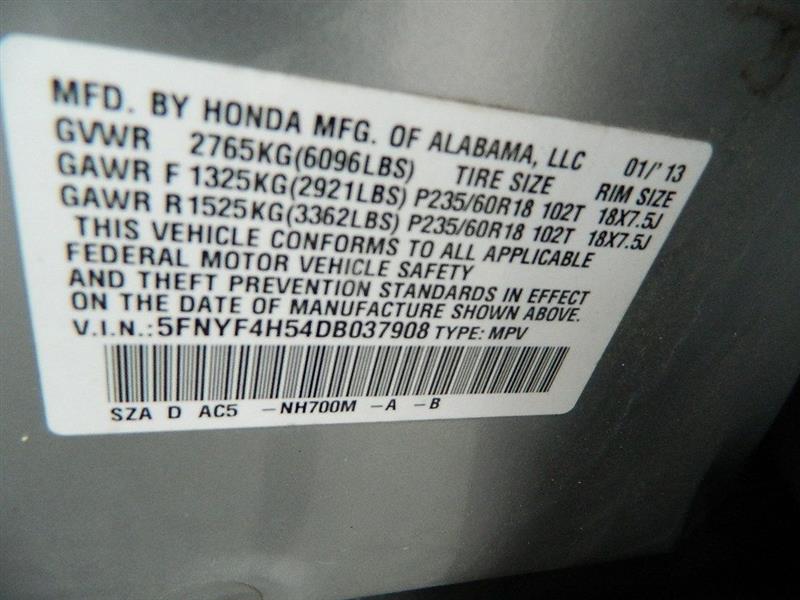 MFD. BY HONDA MFG. OF ALABAMA, LLC 01/'13
GVWR 2765KG(6096LBS) TIRE SIZE RIM SIZE
GAWR F 1325KG(2921LBS) P235/60R18 102T 18X7.5J
GAWR R 1525KG(3362LBS) P235/60R18 102T 18X7.5J
THIS VEHICLE CONFORMS TO ALL APPLICABLE
FEDERAL MOTOR VEHICLE SAFETY
AND THEFT PREVENTION STANDARDS IN EFFECT
ON THE DATE OF MANUFACTURE SHOWN ABOVE.
V.I.N.:5FNYF4H54DB037908 TYPE: MPV
SZA D AC5 -NH700M -A -B